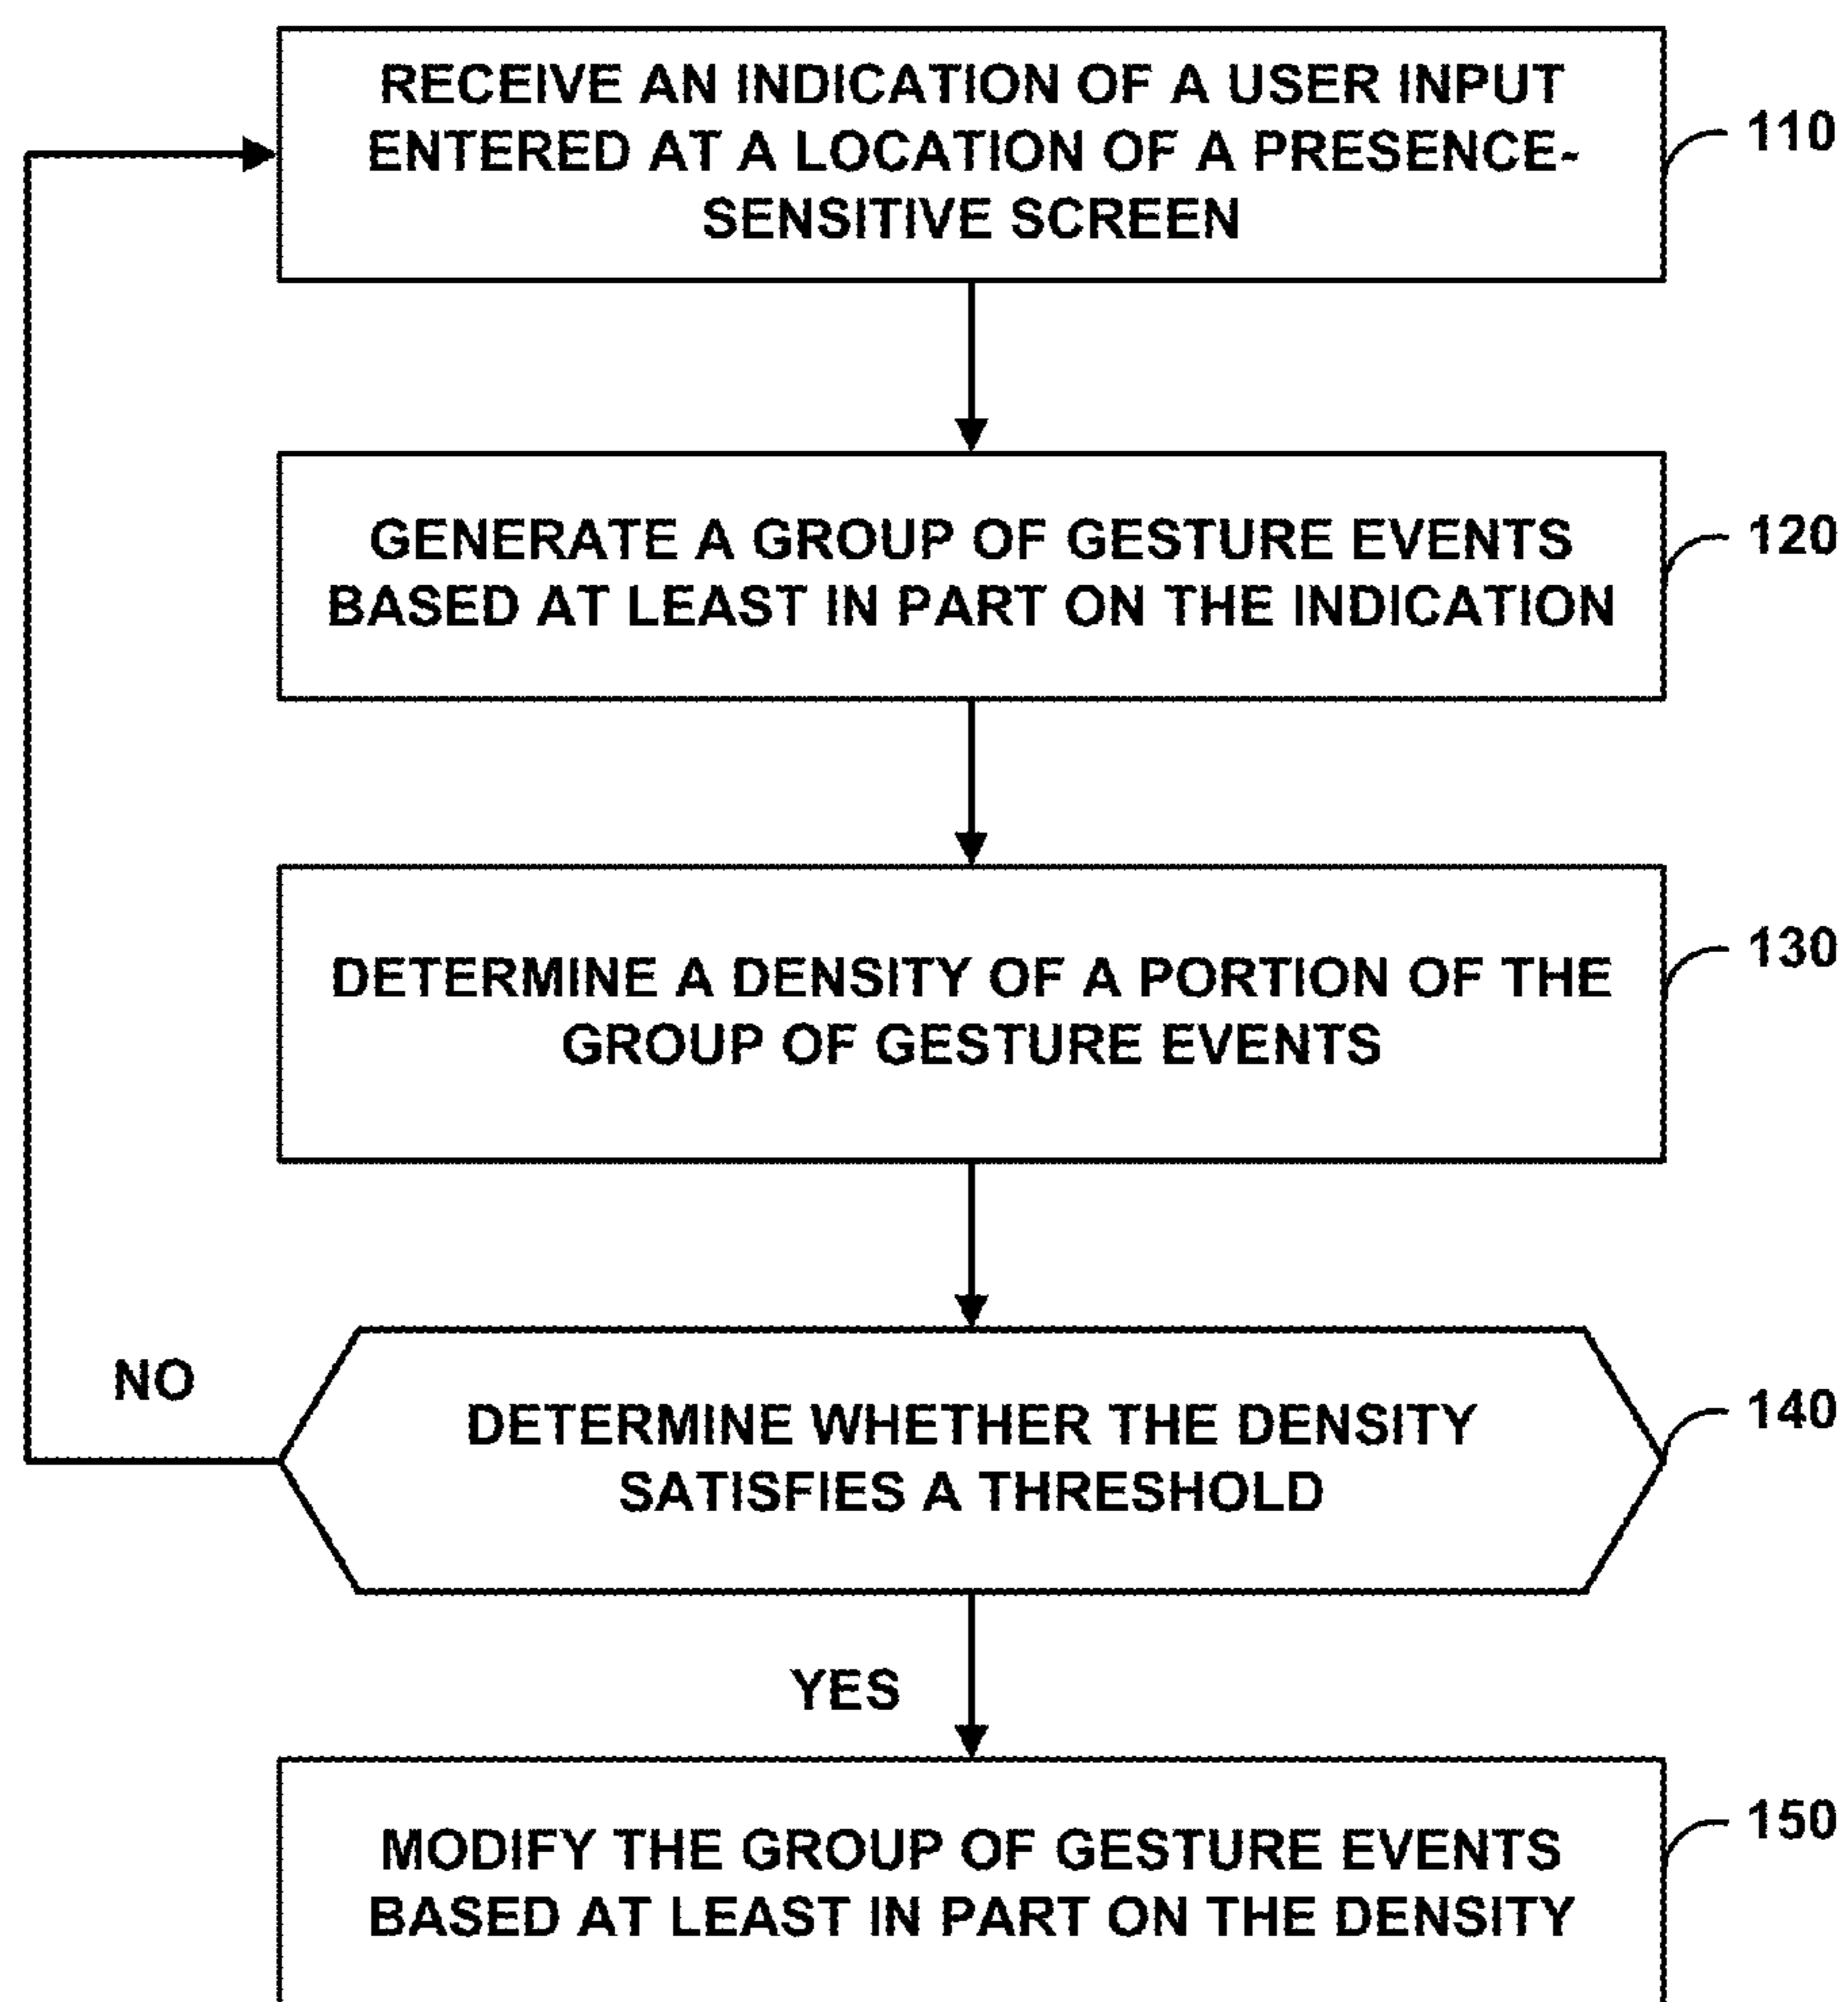 RECEIVE AN INDICATION OF A USER INPUT
ENTERED AT A LOCATION OF A PRESENCE-
SENSITIVE SCREEN
110
GENERATE A GROUP OF GESTURE EVENTS
BASED AT LEAST IN PART ON THE INDICATION
120
DETERMINE A DENSITY OF A PORTION OF THE
GROUP OF GESTURE EVENTS
130
NO
DETERMINE WHETHER THE DENSITY
SATISFIES A THRESHOLD
140
YES
MODIFY THE GROUP OF GESTURE EVENTS
BASED AT LEAST IN PART ON THE DENSITY
150